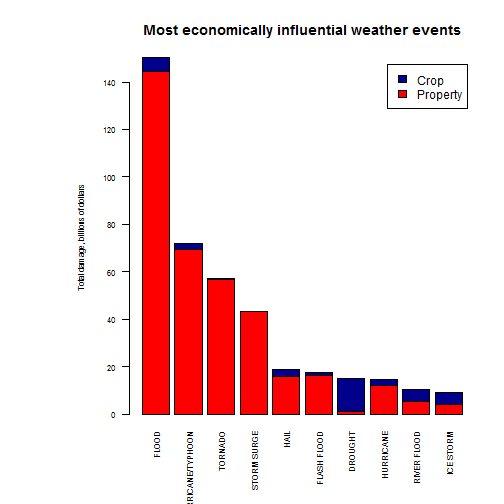 Most economically influential weather events
Crop
Property
Total damage, billions of dollars
140
120
100
80
60
40
20
0
FLOOD
RICANE/TYPHOON
TORNADO
STORM SURGE
HAIL
FLASH FLOOD
DROUGHT
HURRICANE
RIVER FLOOD
ICE STORM